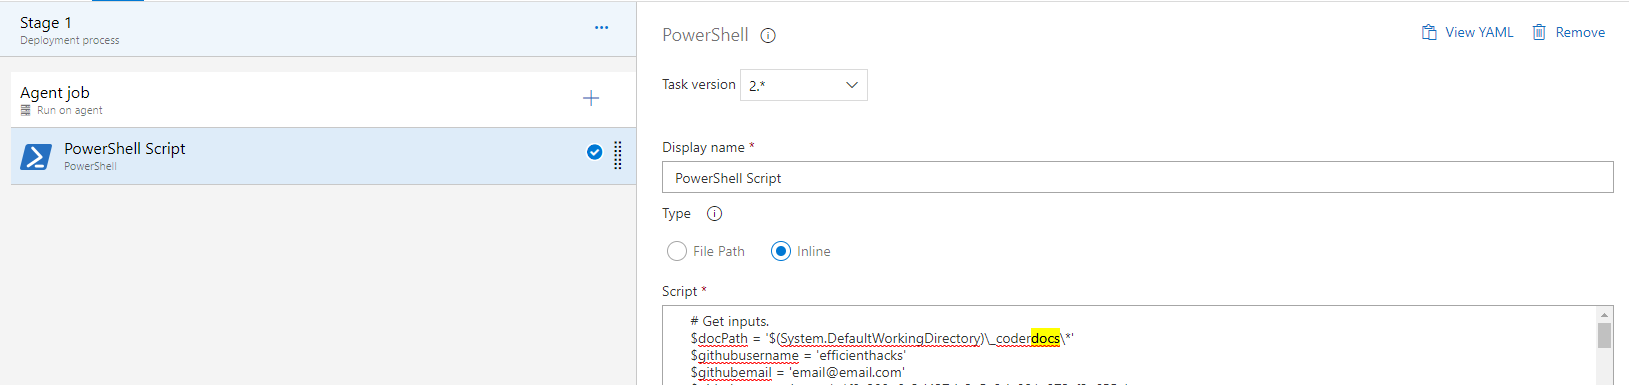 Stage 1
Deployment process
...
Agent job
Run on agent
PowerShell Script
PowerShell
PowerShell
View YAML
Remove
Task version
2.*
Display name *
PowerShell Script
Type
File Path
Inline
Script *
# Get inputs.
$docPath = '$(System.DefaultWorkingDirectory)\_coderdocs\*'
$githubusername = 'efficienthacks'
$githubemail = 'email@email.com'